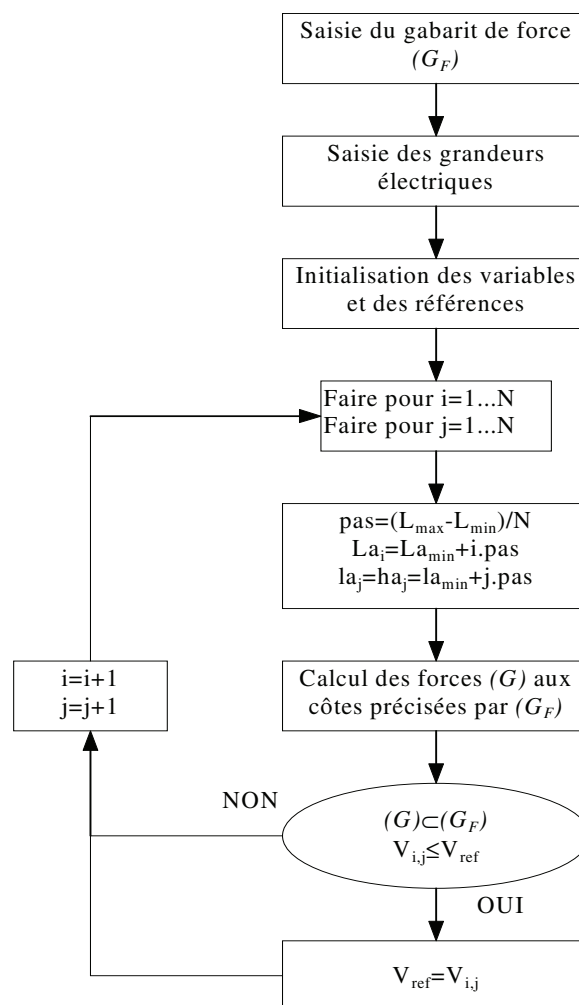 Saisie du gabarit de force
(G_F)
Saisie des grandeurs
électriques
Initialisation des variables
et des références
Faire pour i=1...N
Faire pour j=1...N
pas=(L_max-L_min)/N
La_i=La_min+i.pas
la_j=ha_j=la_min+j.pas
i=i+1
j=j+1
Calcul des forces (G) aux
côtes précisées par (G_F)
NON
(G)⊂(G_F)
V_i,j≤V_ref
OUI
V_ref=V_i,j